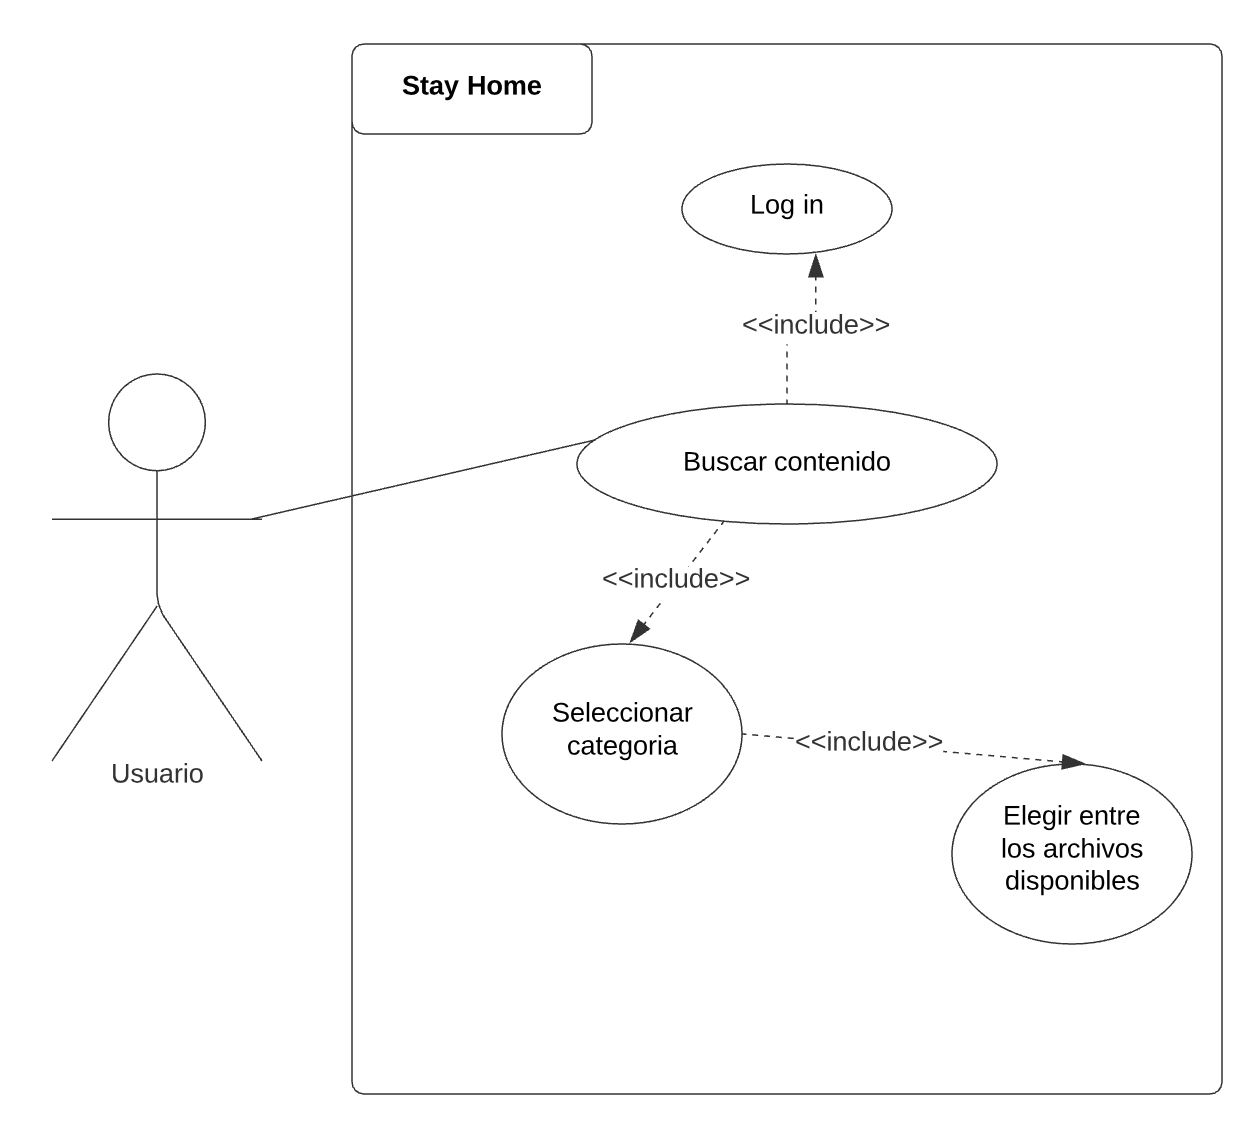 Stay Home
Log in
<<include>>
Buscar contenido
<<include>>
Seleccionar
categoria
<<include>>
Usuario
Elegir entre
los archivos
disponibles